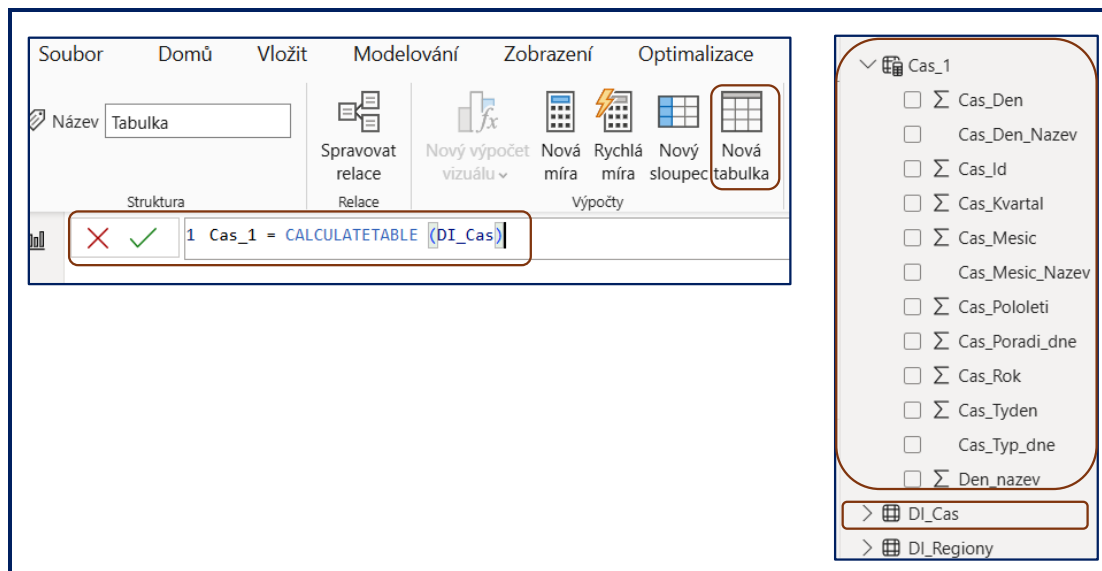 Soubor Domů Vložit Modelování Zobrazení Optimalizace
Název Tabulka
Spravovat relace
Nový výpočet vizuálu
Nová míra
Rychlá míra
Nový sloupec
Nová tabulka
Struktura Relace Výpočty
1 Cas_1 = CALCULATETABLE (DI_Cas)
Cas_1
Cas_Den
Cas_Den_Nazev
Cas_Id
Cas_Kvartal
Cas_Mesic
Cas_Mesic_Nazev
Cas_Pololeti
Cas_Poradi_dne
Cas_Rok
Cas_Tyden
Cas_Typ_dne
Den_nazev
DI_Cas
DI_Regiony